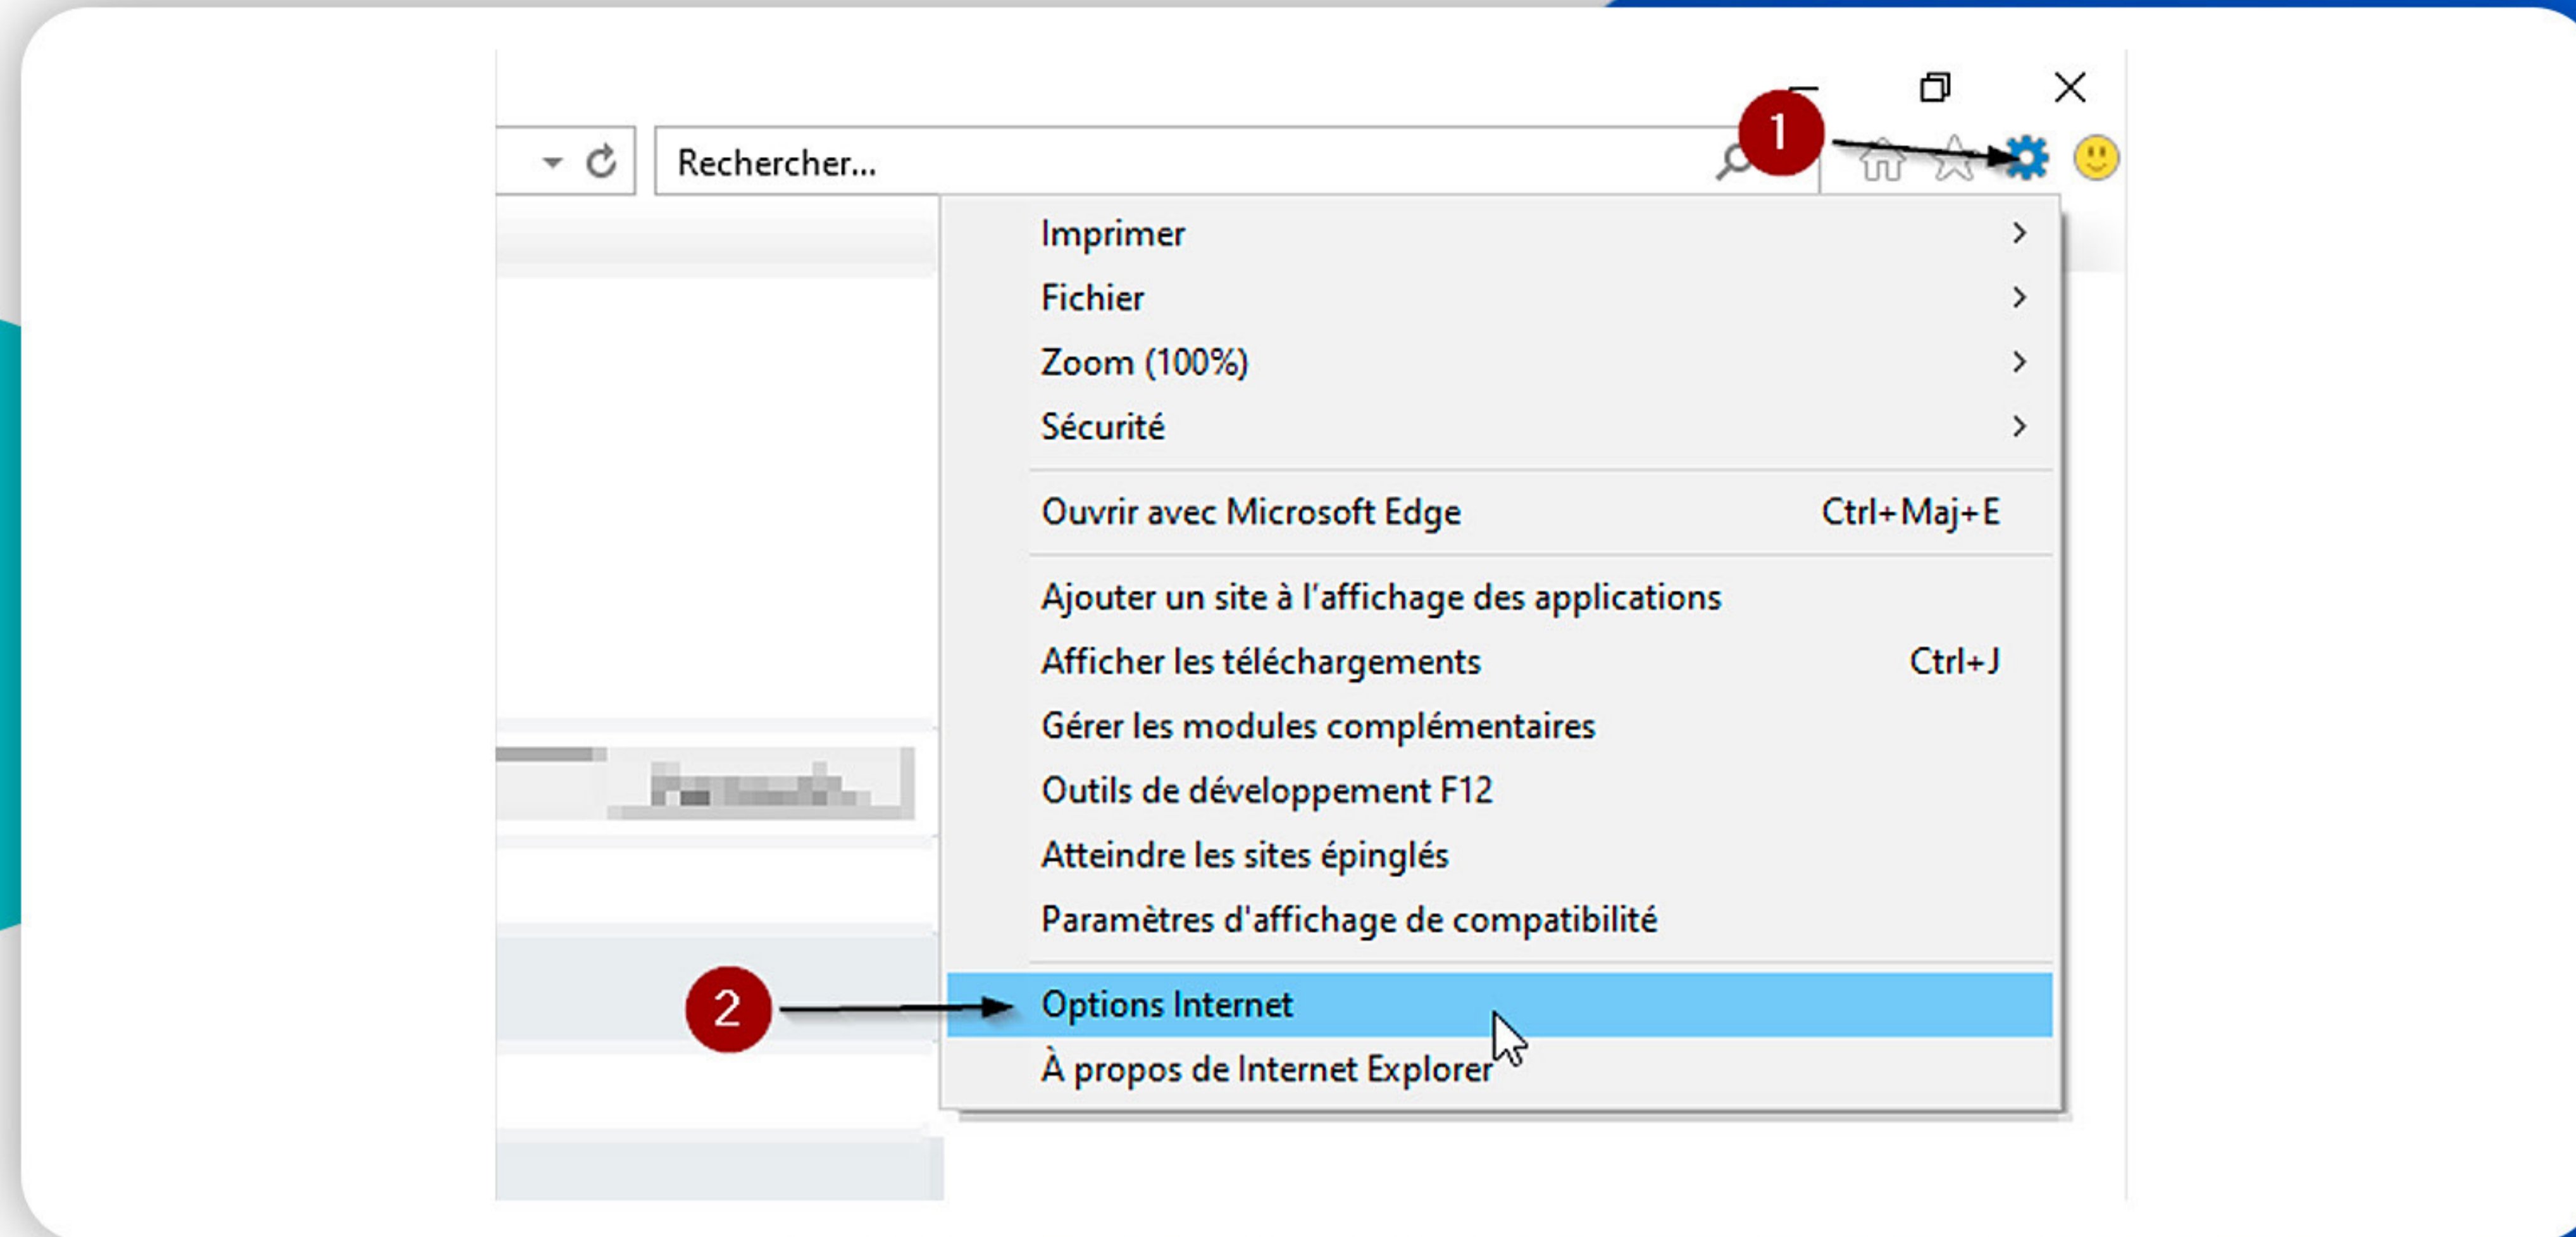 1
Rechercher...
Imprimer
Fichier
Zoom (100%)
Sécurité
Ouvrir avec Microsoft Edge Ctrl+Maj+E
Ajouter un site à l'affichage des applications
Afficher les téléchargements Ctrl+J
Gérer les modules complémentaires
Outils de développement F12
Atteindre les sites épinglés
Paramètres d'affichage de compatibilité
2 Options Internet
À propos de Internet Explorer